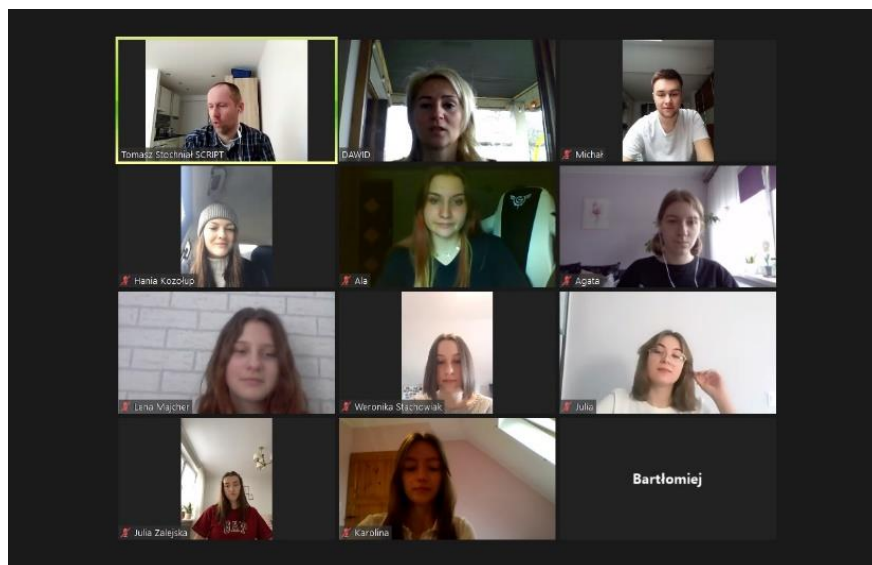 Tomasz Stochniał SCRIPT
DAWID
Michał
Hania Kozołup
Ala
Agata
Lena Majcher
Weronika Stachowiak
Julia
Julia Zalejska
Karolina
Bartłomiej